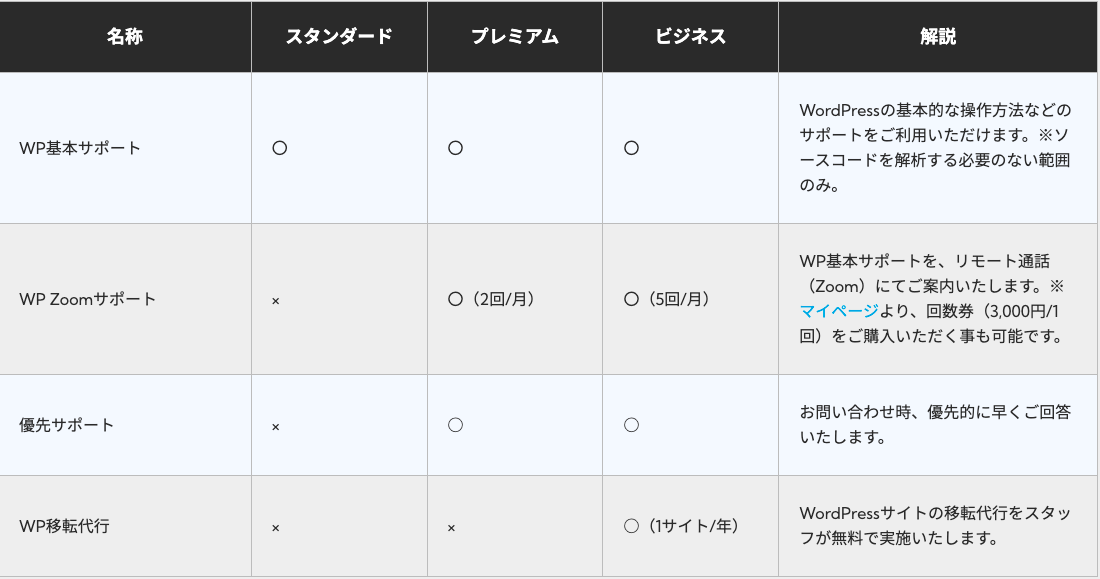 名称 スタンダード プレミアム ビジネス 解説
WP基本サポート 〇 〇 〇
WordPressの基本的な操作方法などの
サポートをご利用いただけます。※ソ
ースコードを解析する必要のない範囲
のみ。
WP Zoomサポート × 〇（2回/月） 〇（5回/月）
WP基本サポートを、リモート通話
（Zoom）にてご案内いたします。※
マイページより、回数券（3,000円/1
回）をご購入いただく事も可能です。
優先サポート × ○ ○
お問い合わせ時、優先的に早くご回答
いたします。
WP移転代行 × × ○（1サイト/年）
WordPressサイトの移転代行をスタッ
フが無料で実施いたします。